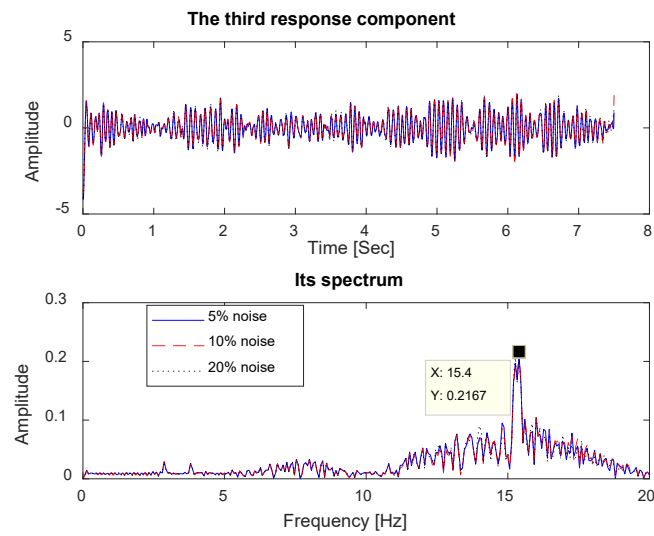 The third response component
5
0
-5
Amplitude
0 1 2 3 4 5 6 7 8
Time [Sec]
Its spectrum
0.3
0.2
0.1
0
Amplitude
5% noise
10% noise
20% noise
X: 15.4
Y: 0.2167
0 5 10 15 20
Frequency [Hz]